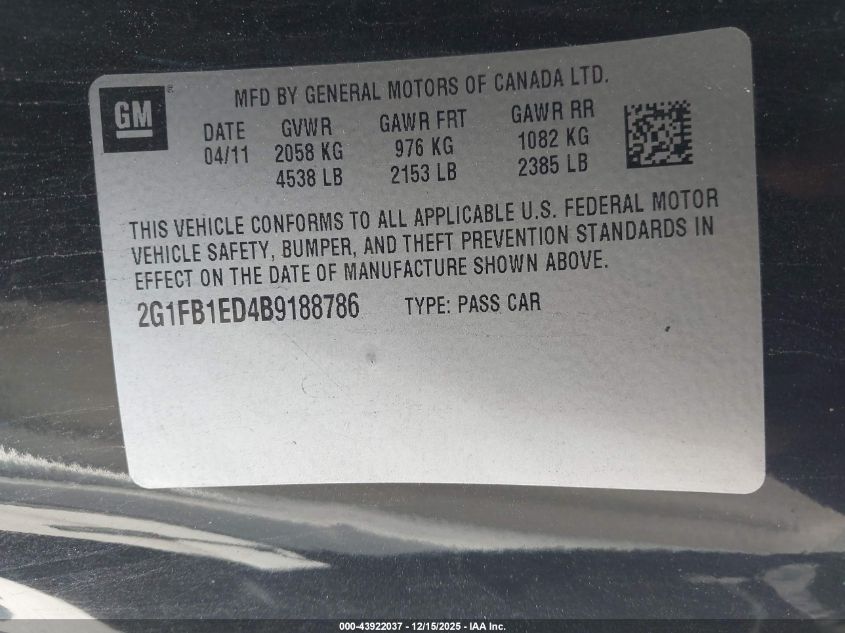 GM
MFD BY GENERAL MOTORS OF CANADA LTD.
DATE GVWR GAWR FRT GAWR RR
04/11 2058 KG 976 KG 1082 KG
4538 LB 2153 LB 2385 LB
THIS VEHICLE CONFORMS TO ALL APPLICABLE U.S. FEDERAL MOTOR
VEHICLE SAFETY, BUMPER, AND THEFT PREVENTION STANDARDS IN
EFFECT ON THE DATE OF MANUFACTURE SHOWN ABOVE.
2G1FB1ED4B9188786 TYPE: PASS CAR
000-43922037 - 12/15/2025 - IAA Inc.